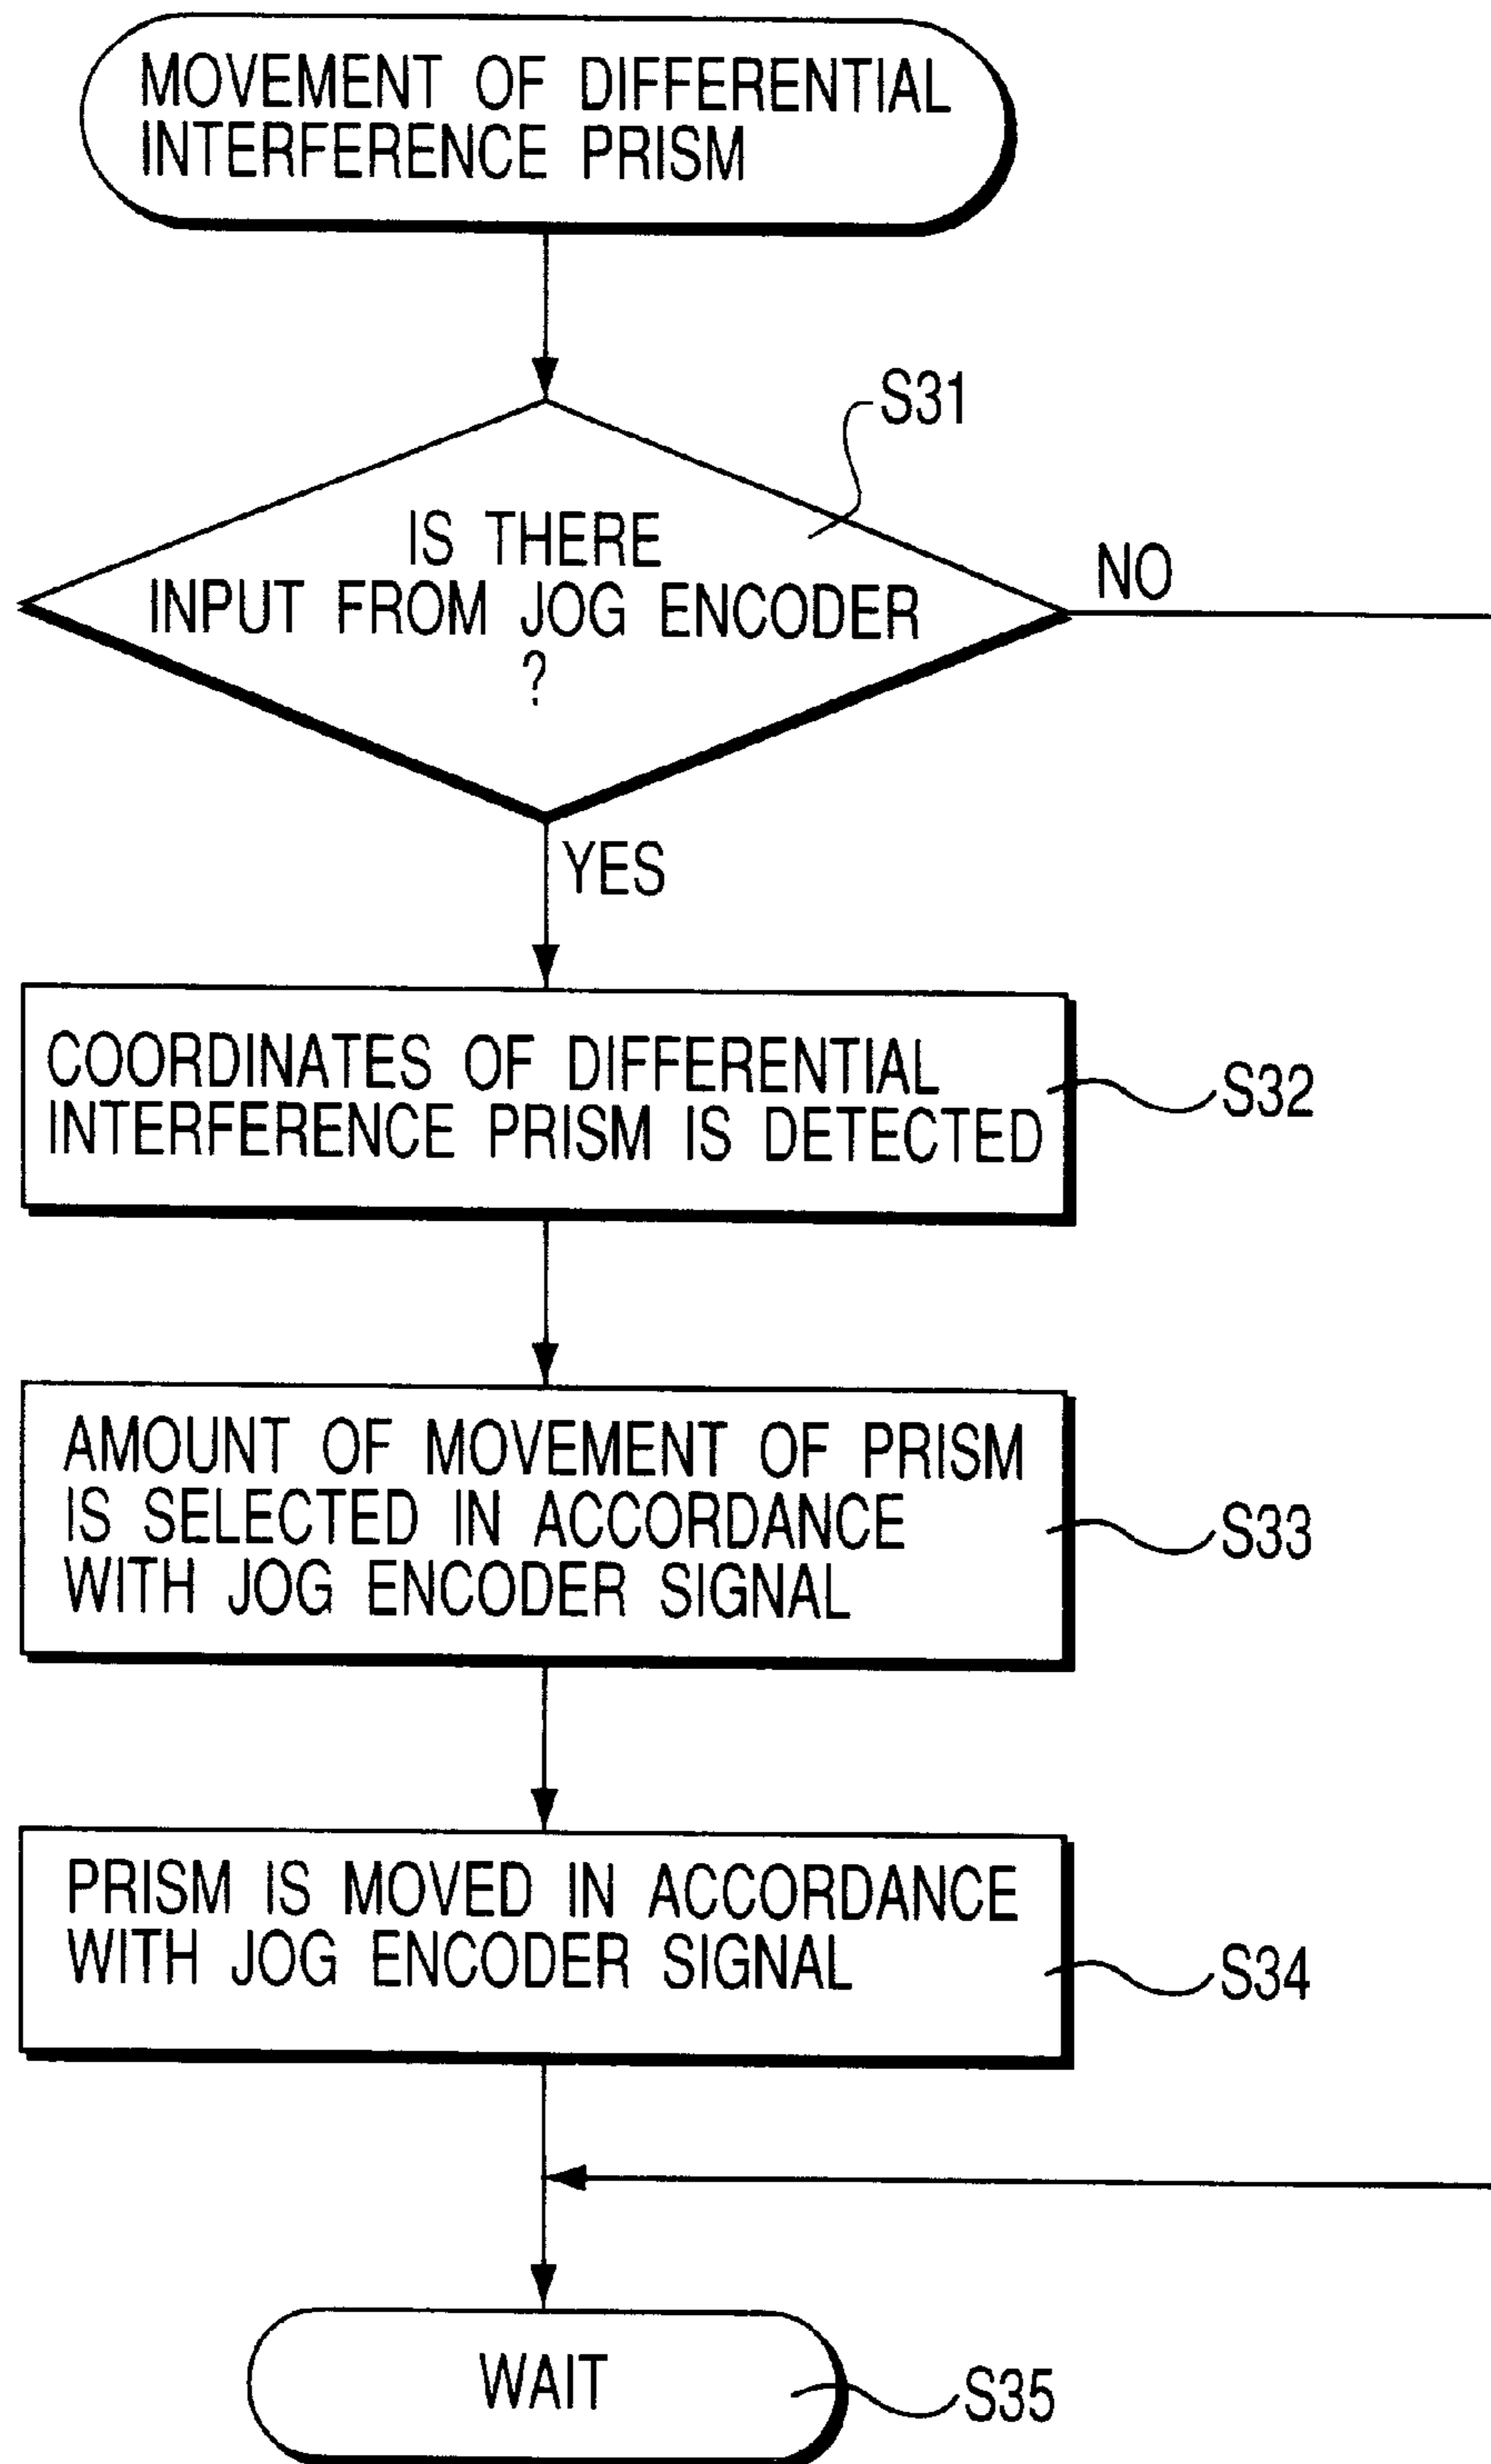 MOVEMENT OF DIFFERENTIAL
INTERFERENCE PRISM
S31
IS THERE
INPUT FROM JOG ENCODER
?
NO
YES
COORDINATES OF DIFFERENTIAL
INTERFERENCE PRISM IS DETECTED
S32
AMOUNT OF MOVEMENT OF PRISM
IS SELECTED IN ACCORDANCE
WITH JOG ENCODER SIGNAL
S33
PRISM IS MOVED IN ACCORDANCE
WITH JOG ENCODER SIGNAL
S34
WAIT
S35